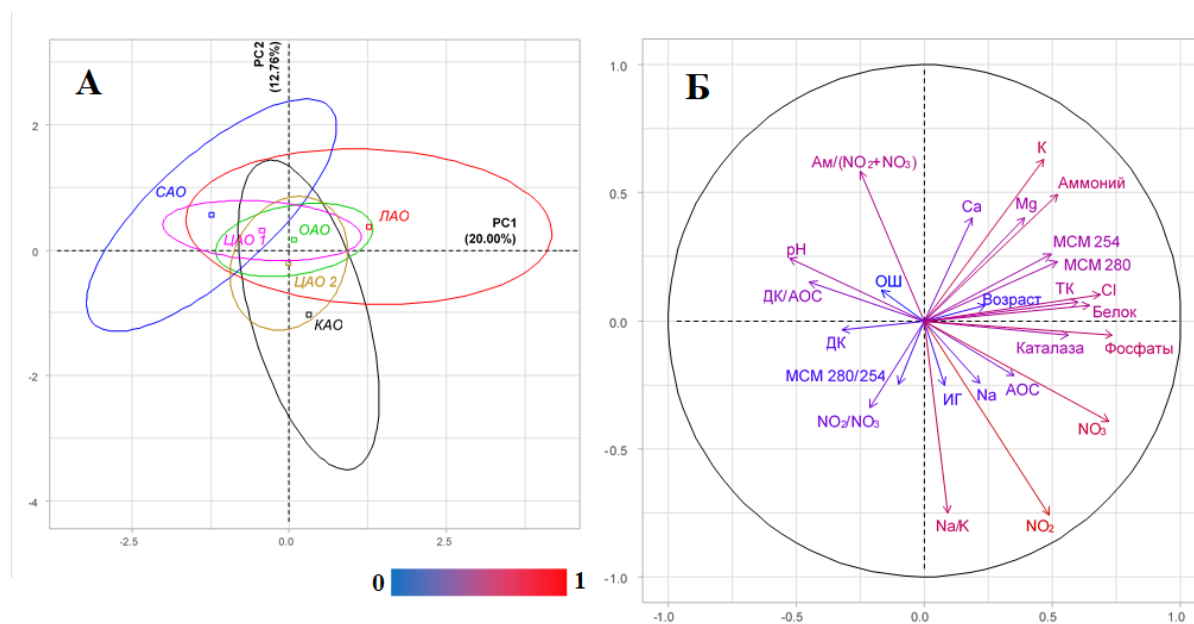 А
PC2
(12.76%)
2
0
-2
-4
САО
ЦАО 1
ОАО
ЛАО
ЦАО 2
КАО
PC1
(20.00%)
-2.5
0.0
2.5
0
1
Б
1.0
0.5
0.0
-0.5
-1.0
К
Ам/(NO₂+NO₃)
Аммоний
Ca
Mg
pH
МСМ 254
МСМ 280
ДК/АОС
ОШ
ТК
Cl
Возраст
Белок
ДК
Каталаза
Фосфаты
МСМ 280/254
ИГ
Na
АОС
NO₂/NO₃
NO₃
Na/K
NO₂
-1.0
-0.5
0.0
0.5
1.0